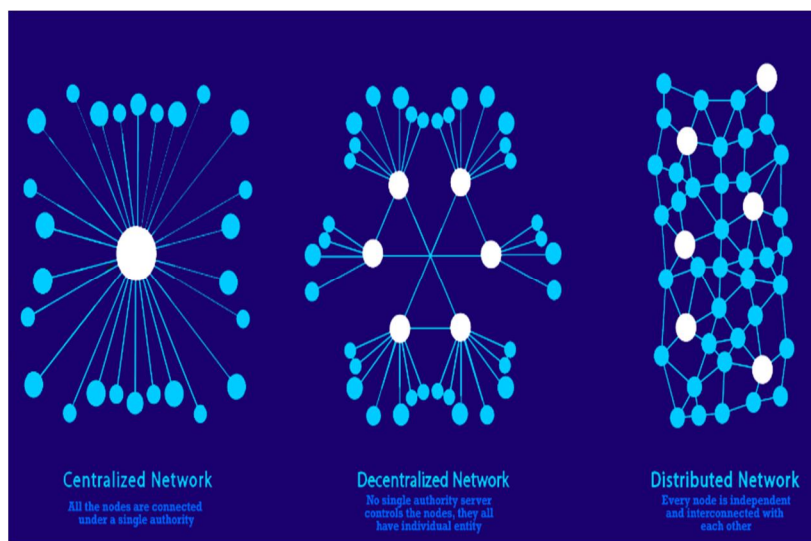 Centralized Network
All the nodes are connected
under a single authority
Decentralized Network
No single authority server
controls the nodes, they all
have individual entity
Distributed Network
Every node is independent
and interconnected with
each other